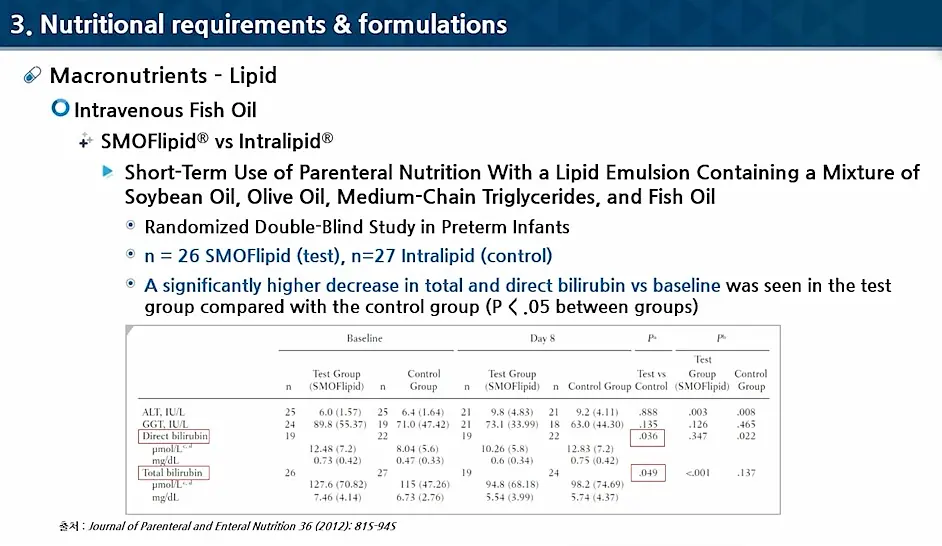 3. Nutritional requirements & formulations
Macronutrients - Lipid
Intravenous Fish Oil
SMOFlipid® vs Intralipid®
Short-Term Use of Parenteral Nutrition With a Lipid Emulsion Containing a Mixture of
Soybean Oil, Olive Oil, Medium-Chain Triglycerides, and Fish Oil
Randomized Double-Blind Study in Preterm Infants
n = 26 SMOFlipid (test), n=27 Intralipid (control)
A significantly higher decrease in total and direct bilirubin vs baseline was seen in the test
group compared with the control group (P < .05 between groups)
Baseline Day 8 Pᵃ Pᵇ
Test
Test Group Control Test Group Test vs Group Control
n (SMOFlipid) n Group n (SMOFlipid) n Control Group Control (SMOFlipid) Group
ALT, IU/L 25 6.0 (1.57) 25 6.4 (1.64) 21 9.8 (4.83) 21 9.2 (4.11) .888 .003 .008
GGT, IU/L 24 89.8 (55.37) 19 71.0 (47.42) 21 73.1 (33.99) 18 63.0 (44.30) .135 .126 .465
Direct bilirubin 19 22 19 22 .036 .347 .022
μmol/Lᶜ,ᵈ 12.48 (7.2) 8.04 (5.6) 10.26 (5.8) 12.83 (7.2)
mg/dL 0.73 (0.42) 0.47 (0.33) 0.6 (0.34) 0.75 (0.42)
Total bilirubin 26 27 19 24 .049 <.001 .137
μmol/Lᶜ,ᵈ 127.6 (70.82) 115 (47.26) 94.8 (68.18) 98.2 (74.69)
mg/dL 7.46 (4.14) 6.73 (2.76) 5.54 (3.99) 5.74 (4.37)
출처 : Journal of Parenteral and Enteral Nutrition 36 (2012): 81S-94S